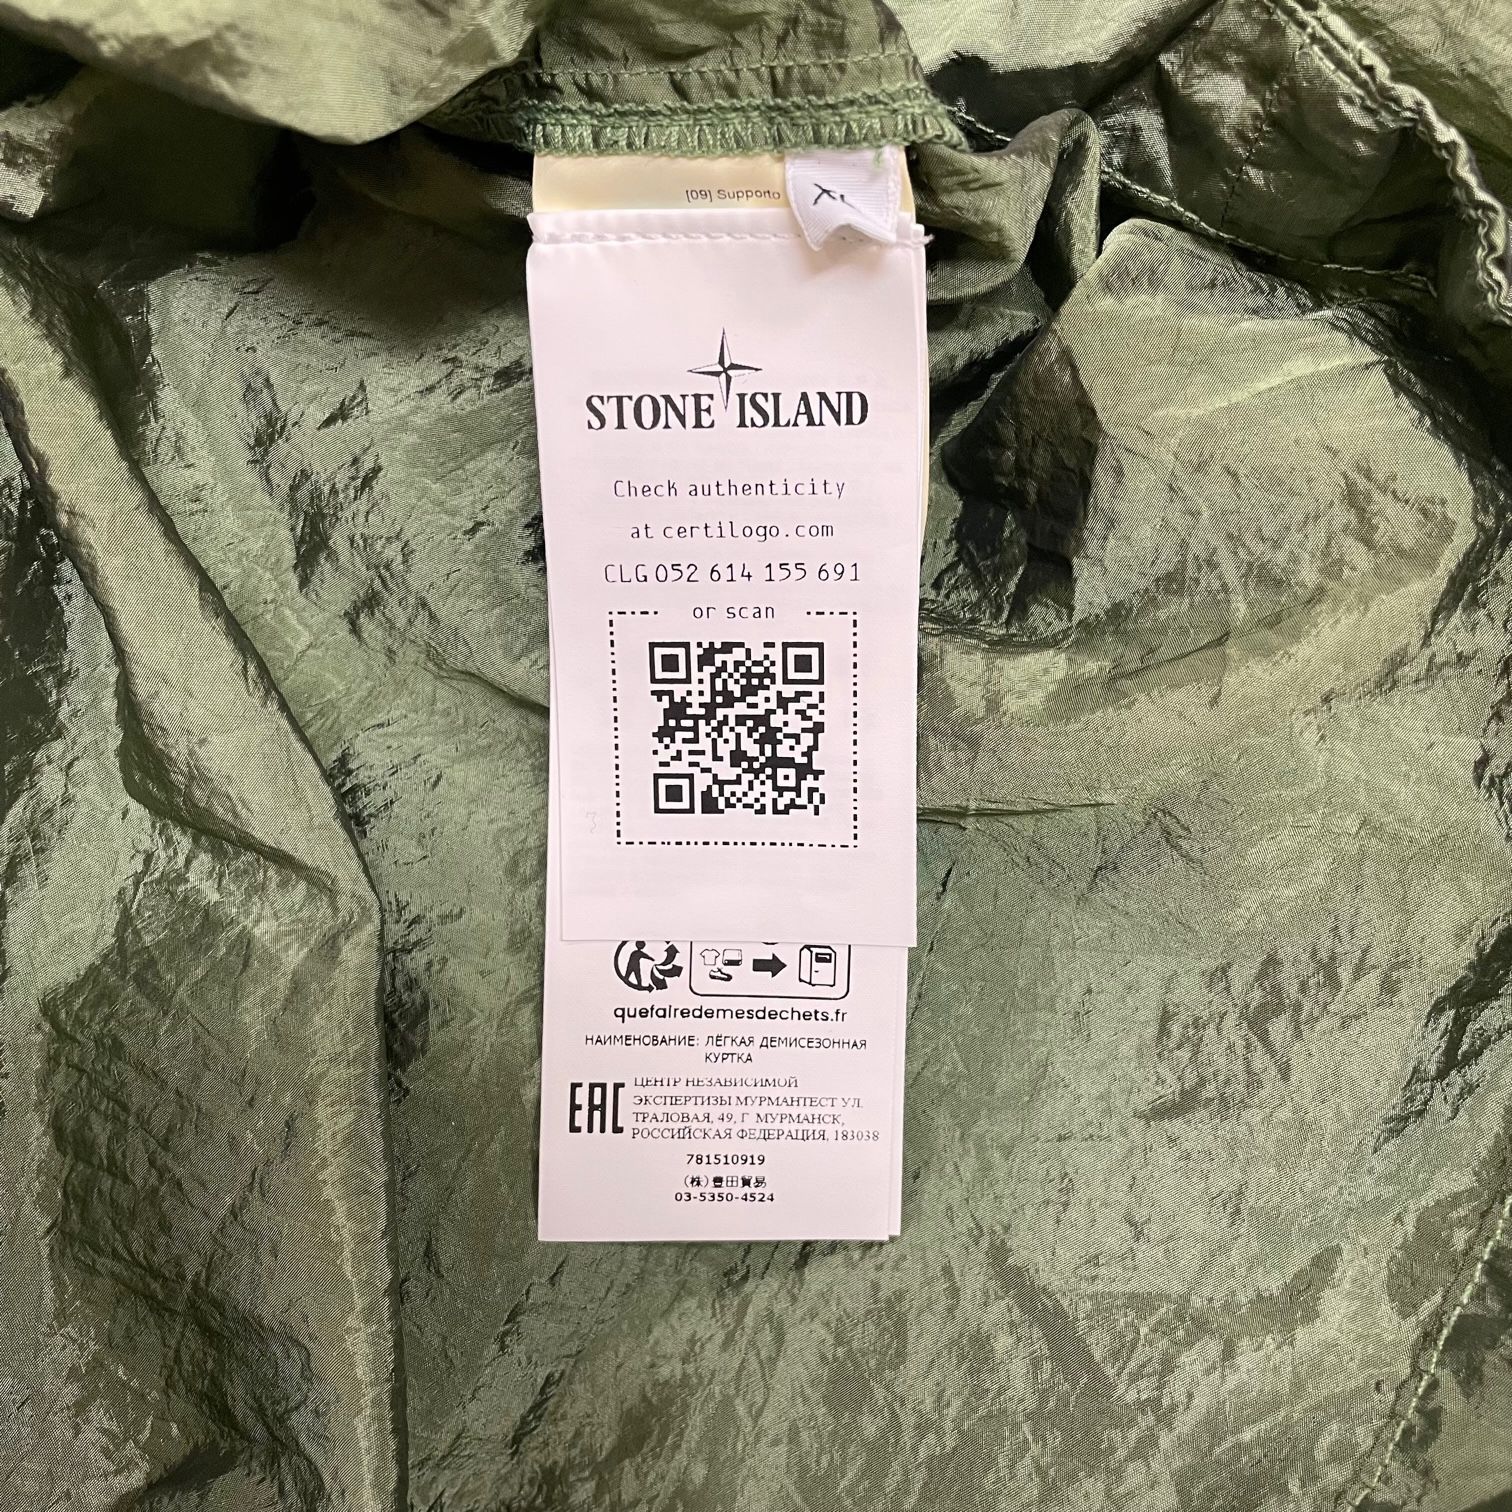 [09] Supporto
STONE ISLAND
Check authenticity
at certilogo.com
CLG 052 614 155 691
or scan
quefairedemesdechets.fr
НАИМЕНОВАНИЕ: ЛЁГКАЯ ДЕМИСЕЗОННАЯ
КУРТКА
EAC
ЦЕНТР НЕЗАВИСИМОЙ
ЭКСПЕРТИЗЫ МУРМАНТЕСТ УЛ.
ТРАЛОВАЯ, 49, Г МУРМАНСК,
РОССИЙСКАЯ ФЕДЕРАЦИЯ, 183038
781510919
(株)豊田貿易
03-5350-4524